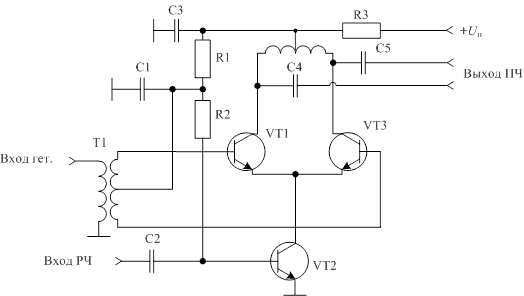 C3
R3
+Uп
R1
C5
C1
C4
Выход ПЧ
R2
T1
VT1
VT3
Вход гет.
C2
Вход РЧ
VT2